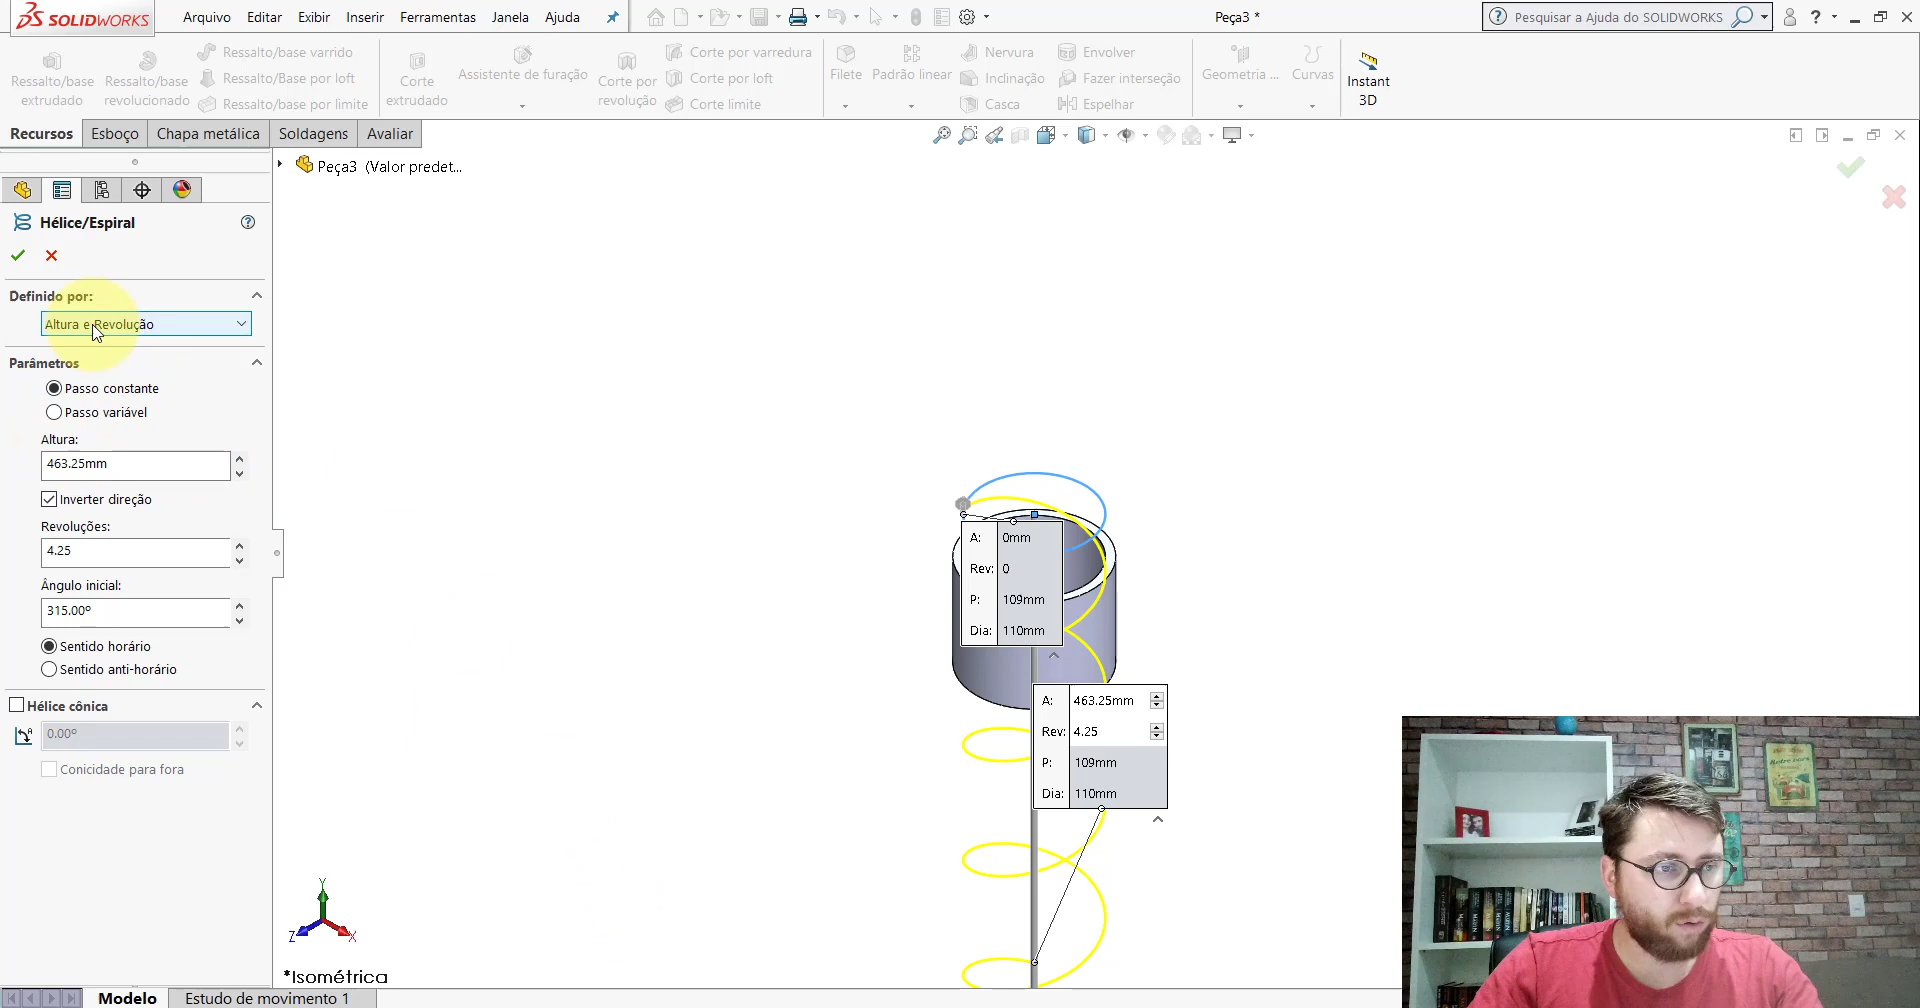 SOLIDWORKS
Arquivo Editar Exibir Inserir Ferramentas Janela Ajuda
Peça3 *
Pesquisar a Ajuda do SOLIDWORKS
Ressalto/base extrudado
Ressalto/base revolucionado
Ressalto/base varrido
Ressalto/Base por loft
Ressalto/base por limite
Corte extrudado
Assistente de furação
Corte por revolução
Corte por varredura
Corte por loft
Corte limite
Filete
Padrão linear
Nervura
Inclinação
Casca
Envolver
Fazer interseção
Espelhar
Geometria ...
Curvas
Instant 3D
Recursos Esboço Chapa metálica Soldagens Avaliar
Peça3 (Valor predet...
Hélice/Espiral
Definido por:
Altura e Revolução
Parâmetros
Passo constante
Passo variável
Altura:
463.25mm
Inverter direção
Revoluções:
4.25
Ângulo inicial:
315.00º
Sentido horário
Sentido anti-horário
Hélice cônica
0.00º
Conicidade para fora
A: 0mm
Rev: 0
P: 109mm
Dia: 110mm
A: 463.25mm
Rev: 4.25
P: 109mm
Dia: 110mm
Y
Z
X
*Isométrica
Modelo Estudo de movimento 1